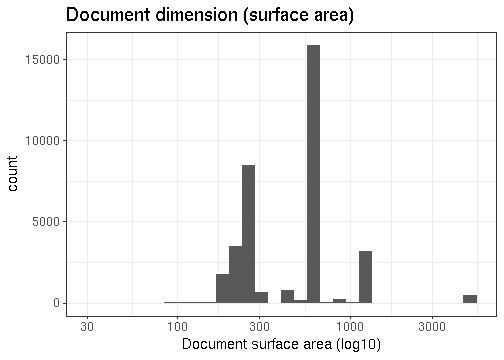 Document dimension (surface area)
15000
10000
5000
0
count
30 100 300 1000 3000
Document surface area (log10)